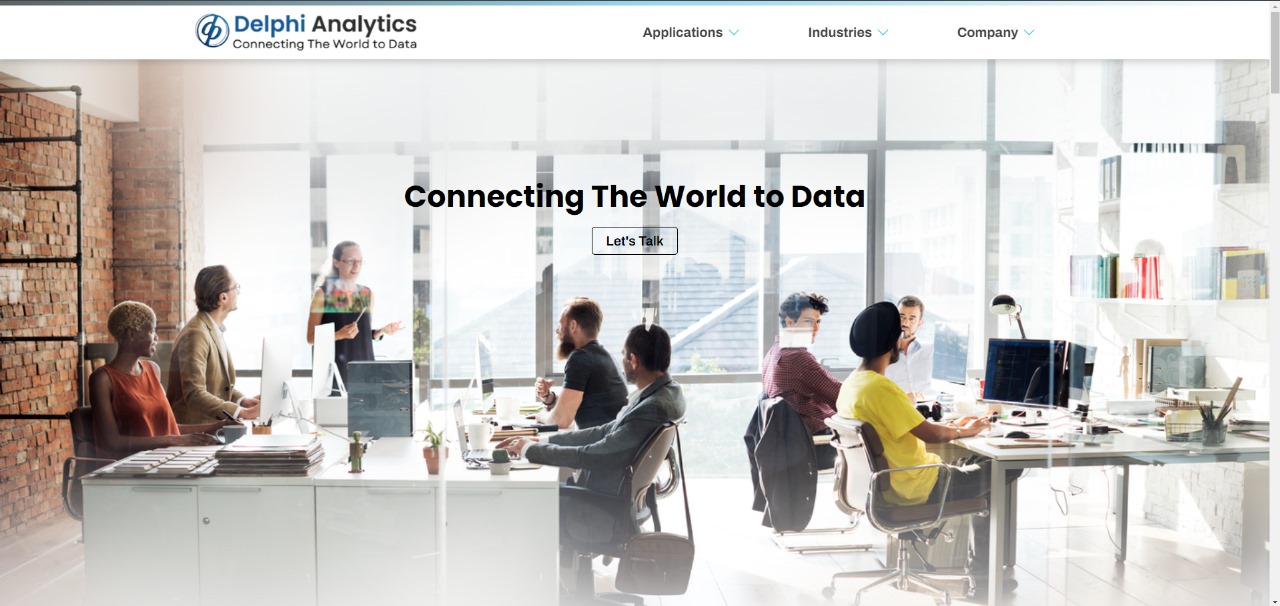 Delphi Analytics
Connecting The World to Data
Applications
Industries
Company
Connecting The World to Data
Let's Talk